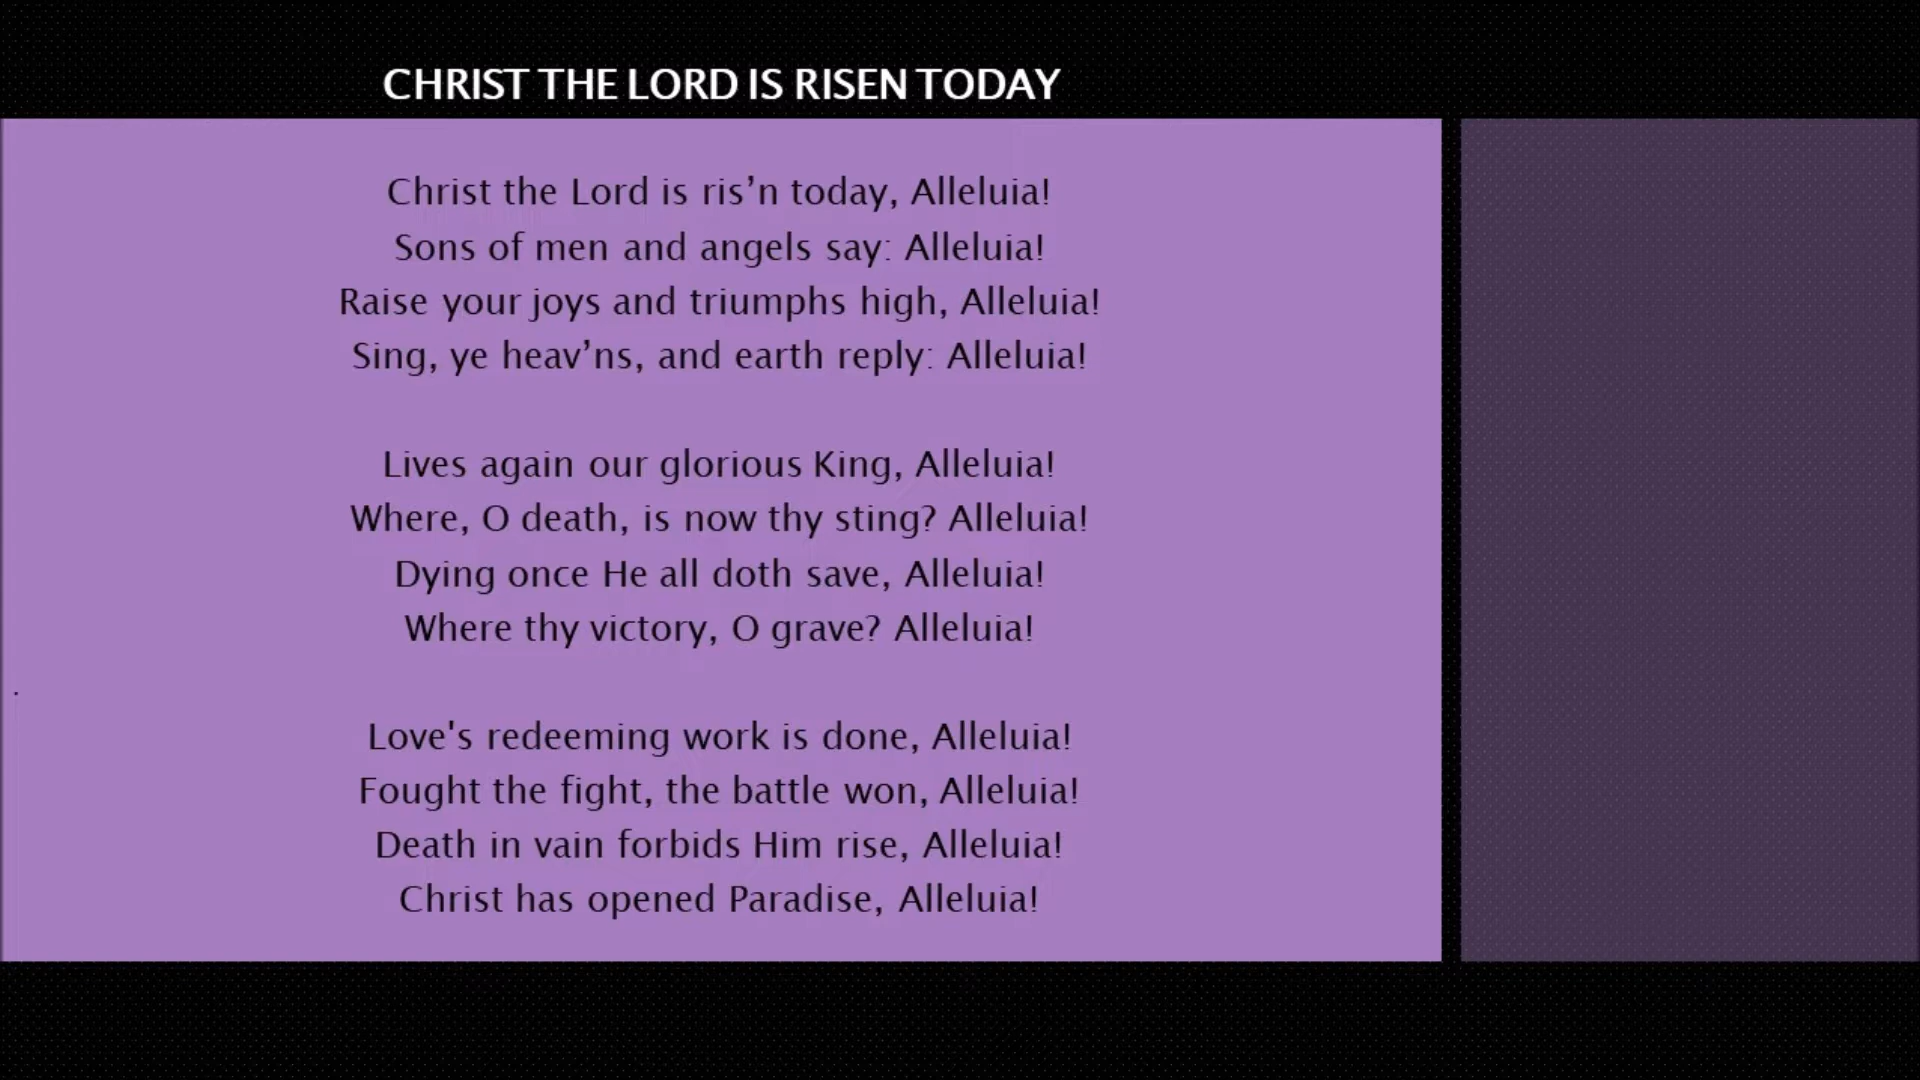 CHRIST THE LORD IS RISEN TODAY
Christ the Lord is ris’n today, Alleluia!
Sons of men and angels say: Alleluia!
Raise your joys and triumphs high, Alleluia!
Sing, ye heav’ns, and earth reply: Alleluia!
Lives again our glorious King, Alleluia!
Where, O death, is now thy sting? Alleluia!
Dying once He all doth save, Alleluia!
Where thy victory, O grave? Alleluia!
.
Love's redeeming work is done, Alleluia!
Fought the fight, the battle won, Alleluia!
Death in vain forbids Him rise, Alleluia!
Christ has opened Paradise, Alleluia!